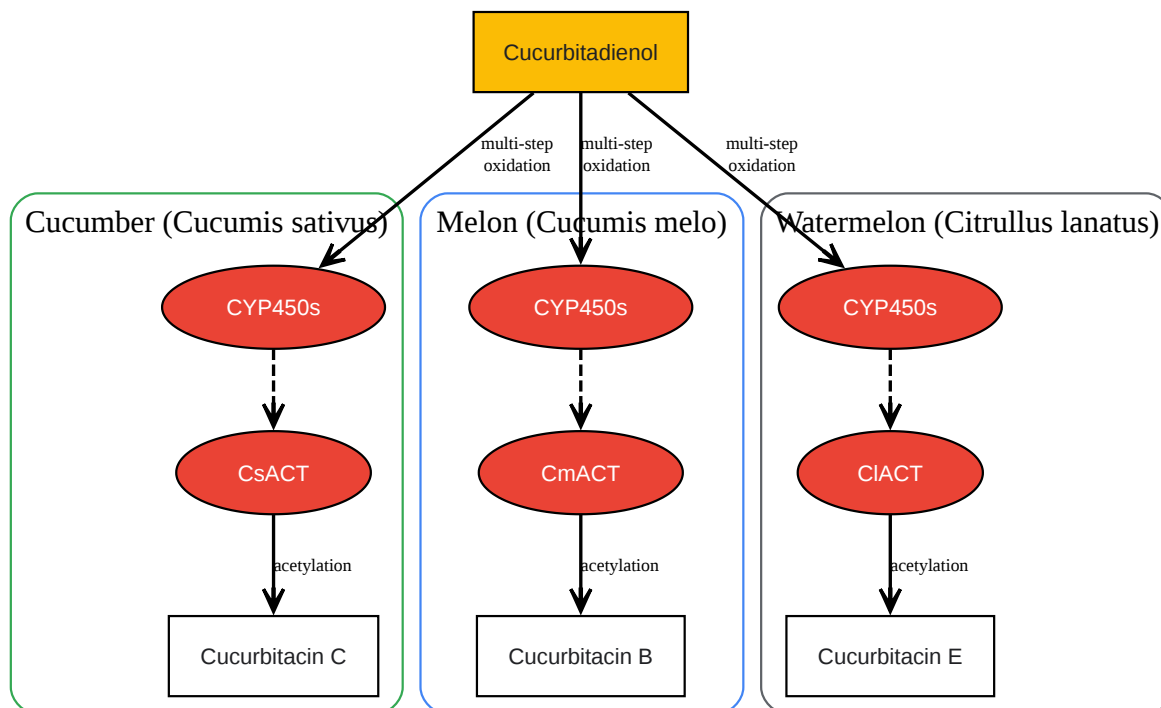 Cucurbitadienol
multi-step
oxidation
multi-step
oxidation
multi-step
oxidation
Cucumber (Cucumis sativus)
Melon (Cucumis melo)
Watermelon (Citrullus lanatus)
CYP450s
CYP450s
CYP450s
CsACT
CmACT
ClACT
acetylation
acetylation
acetylation
Cucurbitacin C
Cucurbitacin B
Cucurbitacin E